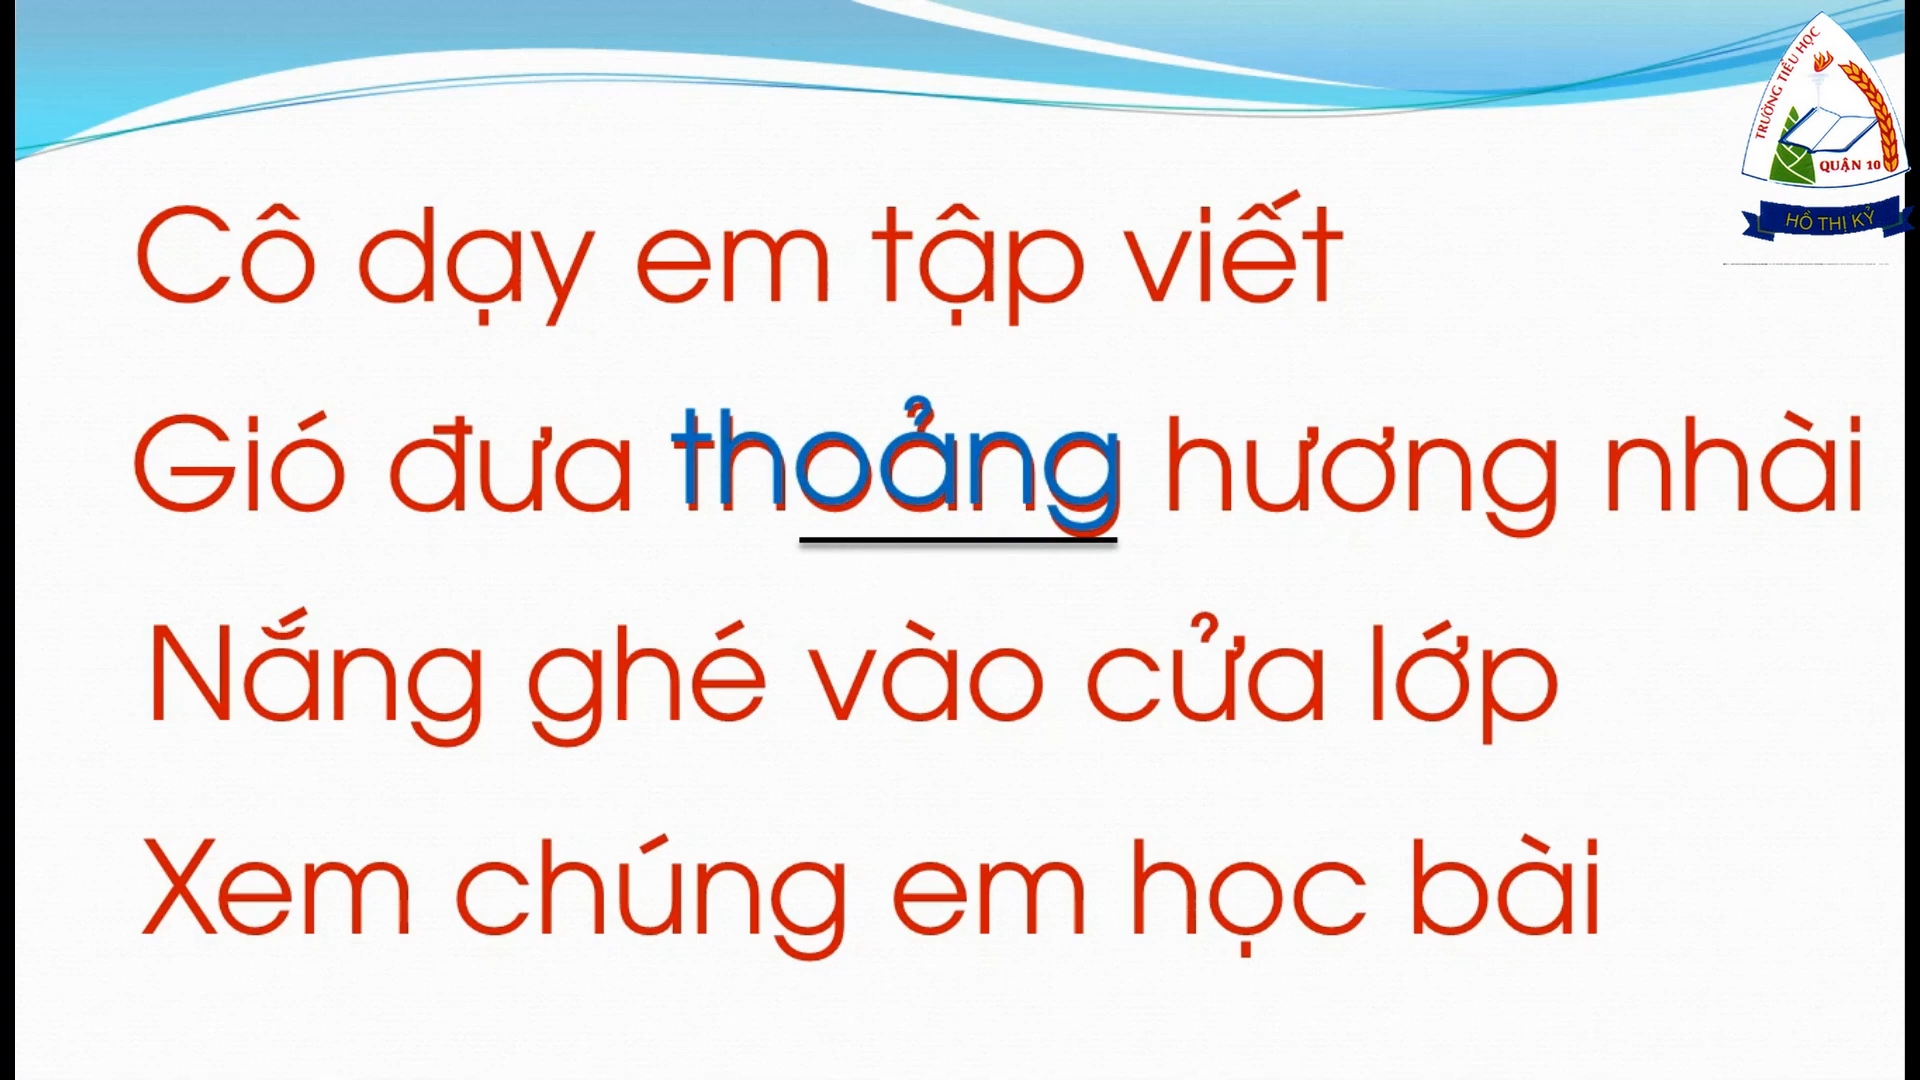 TRƯỜNG TIỂU HỌC
QUẬN 10
HỒ THỊ KỶ
Cô dạy em tập viết
Gió đưa thoảng hương nhài
Nắng ghé vào cửa lớp
Xem chúng em học bài